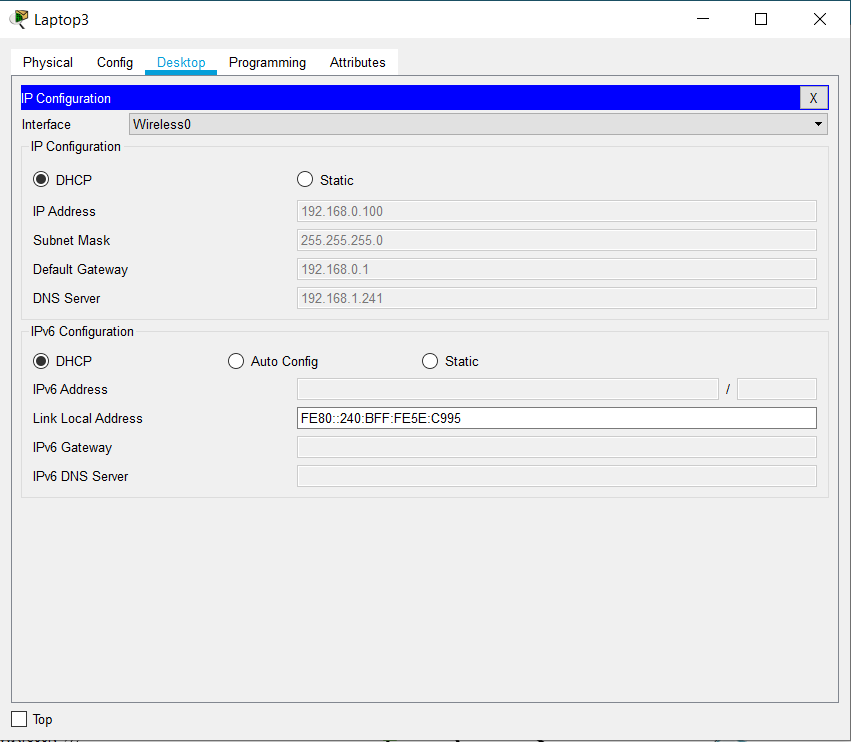 Laptop3
Physical Config Desktop Programming Attributes
IP Configuration X
Interface Wireless0
IP Configuration
DHCP Static
IP Address 192.168.0.100
Subnet Mask 255.255.255.0
Default Gateway 192.168.0.1
DNS Server 192.168.1.241
IPv6 Configuration
DHCP Auto Config Static
IPv6 Address /
Link Local Address FE80::240:BFF:FE5E:C995
IPv6 Gateway
IPv6 DNS Server
Top